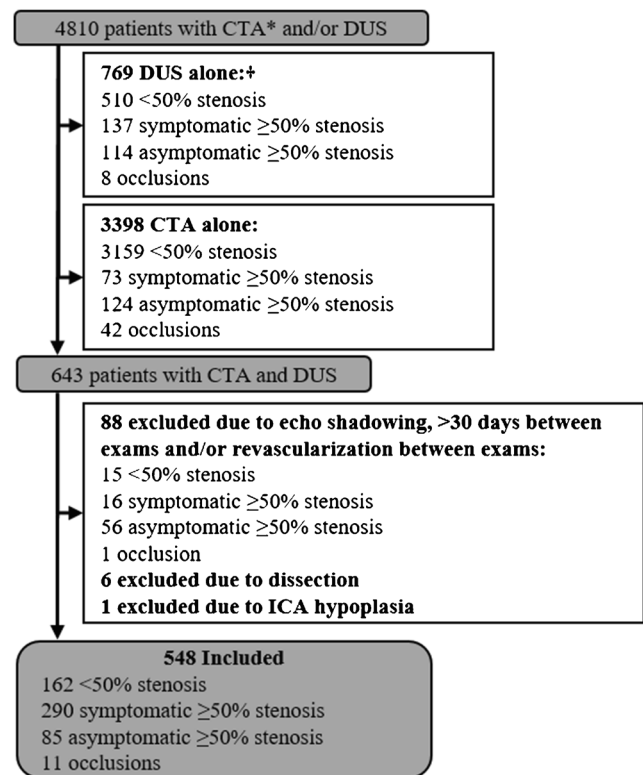 4810 patients with CTA* and/or DUS
769 DUS alone:‡
510 <50% stenosis
137 symptomatic ≥50% stenosis
114 asymptomatic ≥50% stenosis
8 occlusions
3398 CTA alone:
3159 <50% stenosis
73 symptomatic ≥50% stenosis
124 asymptomatic ≥50% stenosis
42 occlusions
643 patients with CTA and DUS
88 excluded due to echo shadowing, >30 days between
exams and/or revascularization between exams:
15 <50% stenosis
16 symptomatic ≥50% stenosis
56 asymptomatic ≥50% stenosis
1 occlusion
6 excluded due to dissection
1 excluded due to ICA hypoplasia
548 Included
162 <50% stenosis
290 symptomatic ≥50% stenosis
85 asymptomatic ≥50% stenosis
11 occlusions